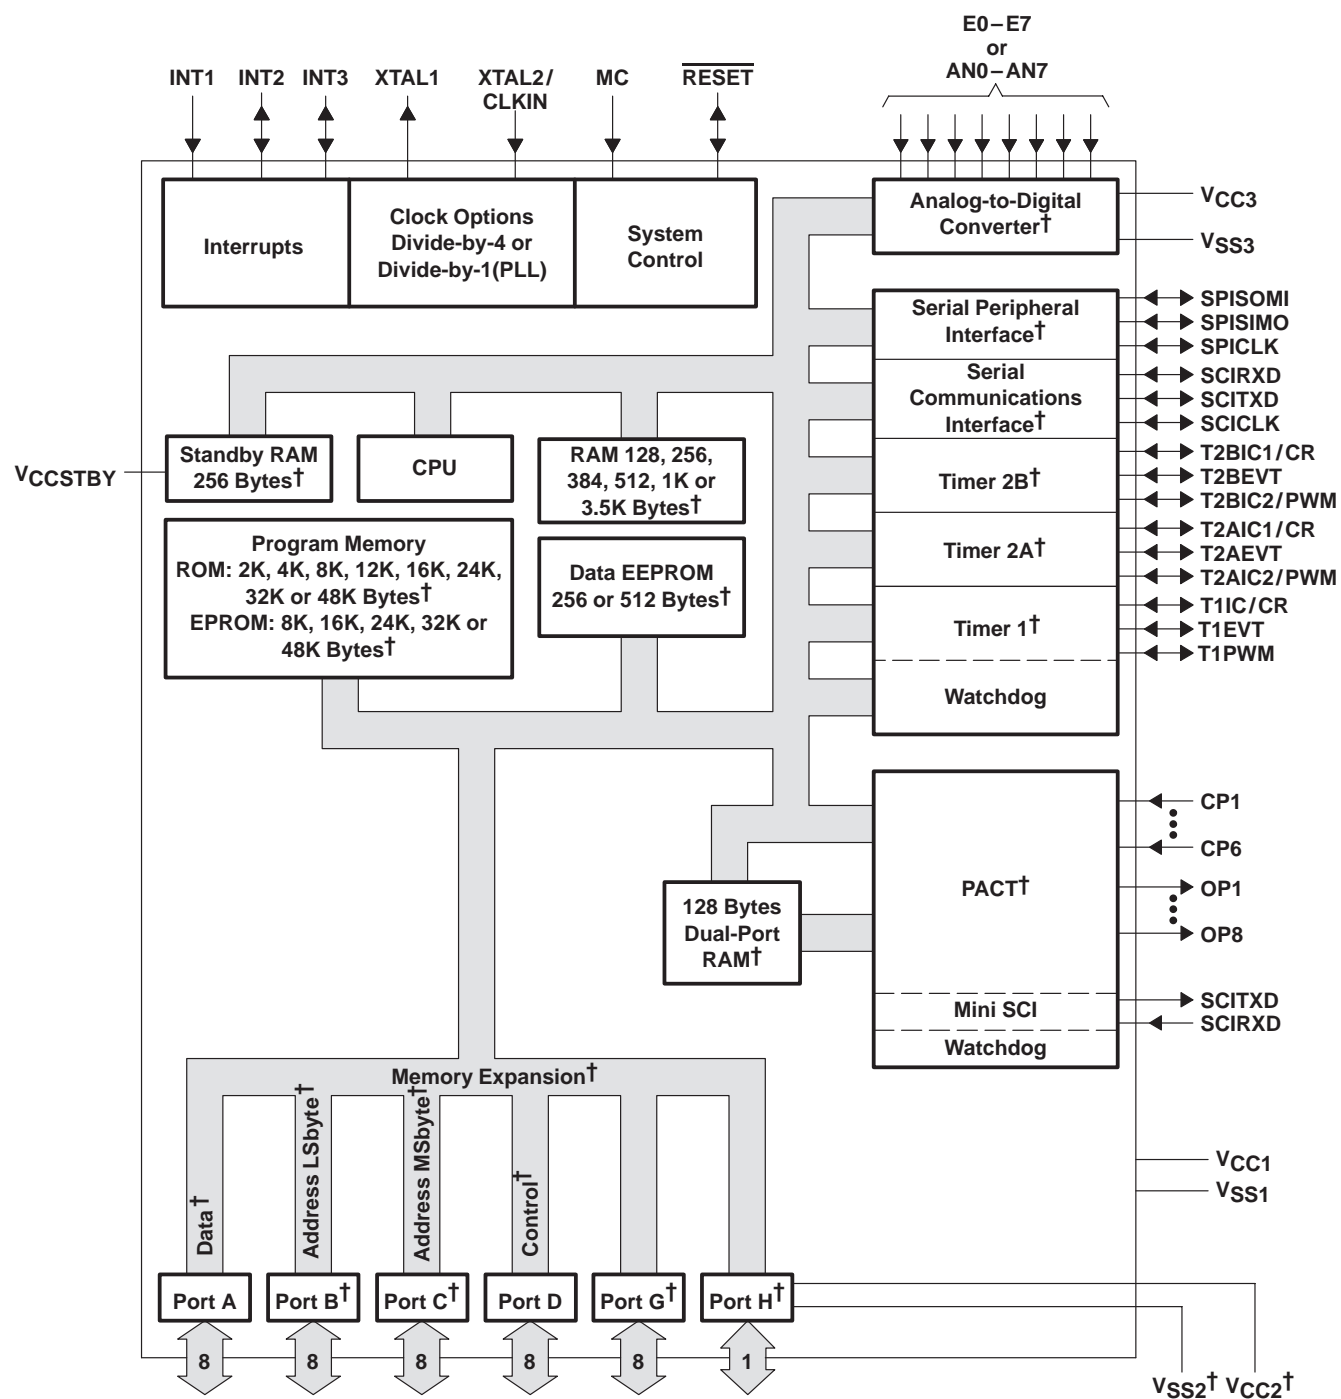 E0–E7
or
AN0–AN7
INT1
INT2
INT3
XTAL1
XTAL2/
CLKIN
MC
RESET
Interrupts
Clock Options
Divide-by-4 or
Divide-by-1(PLL)
System
Control
Analog-to-Digital
Converter†
VCC3
VSS3
Serial Peripheral
Interface†
SPISOMI
SPISIMO
SPICLK
Serial
Communications
Interface†
SCIRXD
SCITXD
SCICLK
Timer 2B†
T2BIC1/CR
T2BEVT
T2BIC2/PWM
Timer 2A†
T2AIC1/CR
T2AEVT
T2AIC2/PWM
Timer 1†
T1IC/CR
T1EVT
T1PWM
Watchdog
VCCSTBY
Standby RAM
256 Bytes†
CPU
RAM 128, 256,
384, 512, 1K or
3.5K Bytes†
Program Memory
ROM: 2K, 4K, 8K, 12K, 16K, 24K,
32K or 48K Bytes†
EPROM: 8K, 16K, 24K, 32K or
48K Bytes†
Data EEPROM
256 or 512 Bytes†
128 Bytes
Dual-Port
RAM†
PACT†
CP1
CP6
OP1
OP8
Mini SCI
SCITXD
SCIRXD
Watchdog
Memory Expansion†
Data†
Address LSbyte†
Address MSbyte†
Control†
VCC1
VSS1
Port A
Port B†
Port C†
Port D
Port G†
Port H†
8
8
8
8
8
1
VSS2†
VCC2†